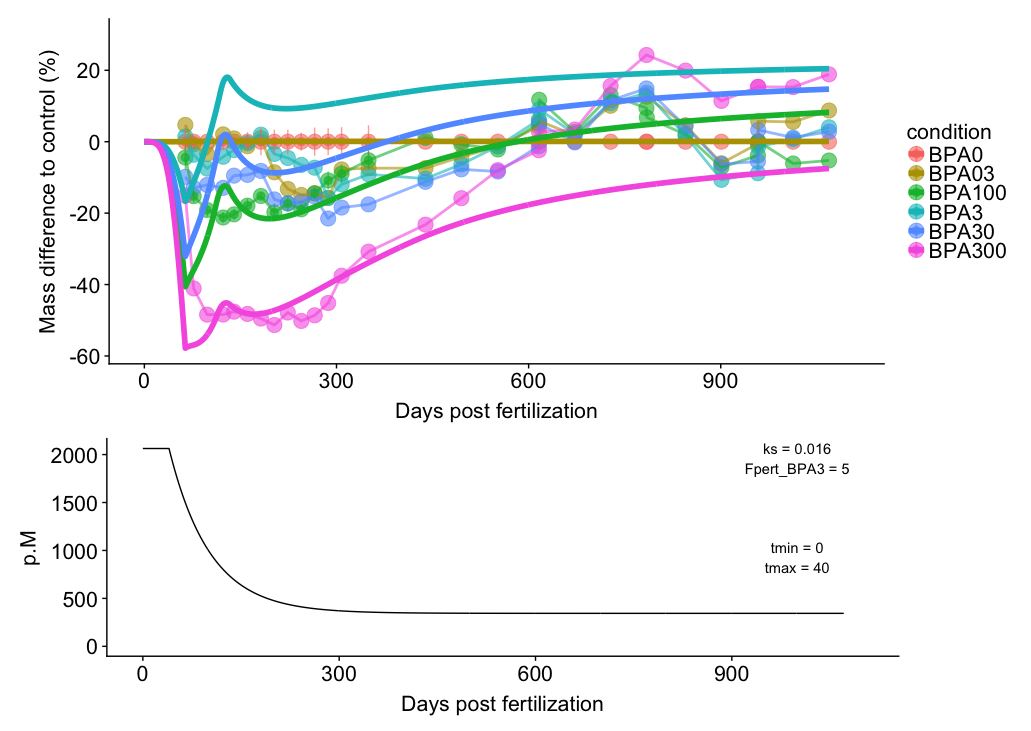 Mass difference to control (%)
20
0
-20
-40
-60
0
300
600
900
Days post fertilization
condition
BPA0
BPA03
BPA100
BPA3
BPA30
BPA300
p.M
2000
1500
1000
500
0
ks = 0.016
Fpert_BPA3 = 5
tmin = 0
tmax = 40
0
300
600
900
Days post fertilization